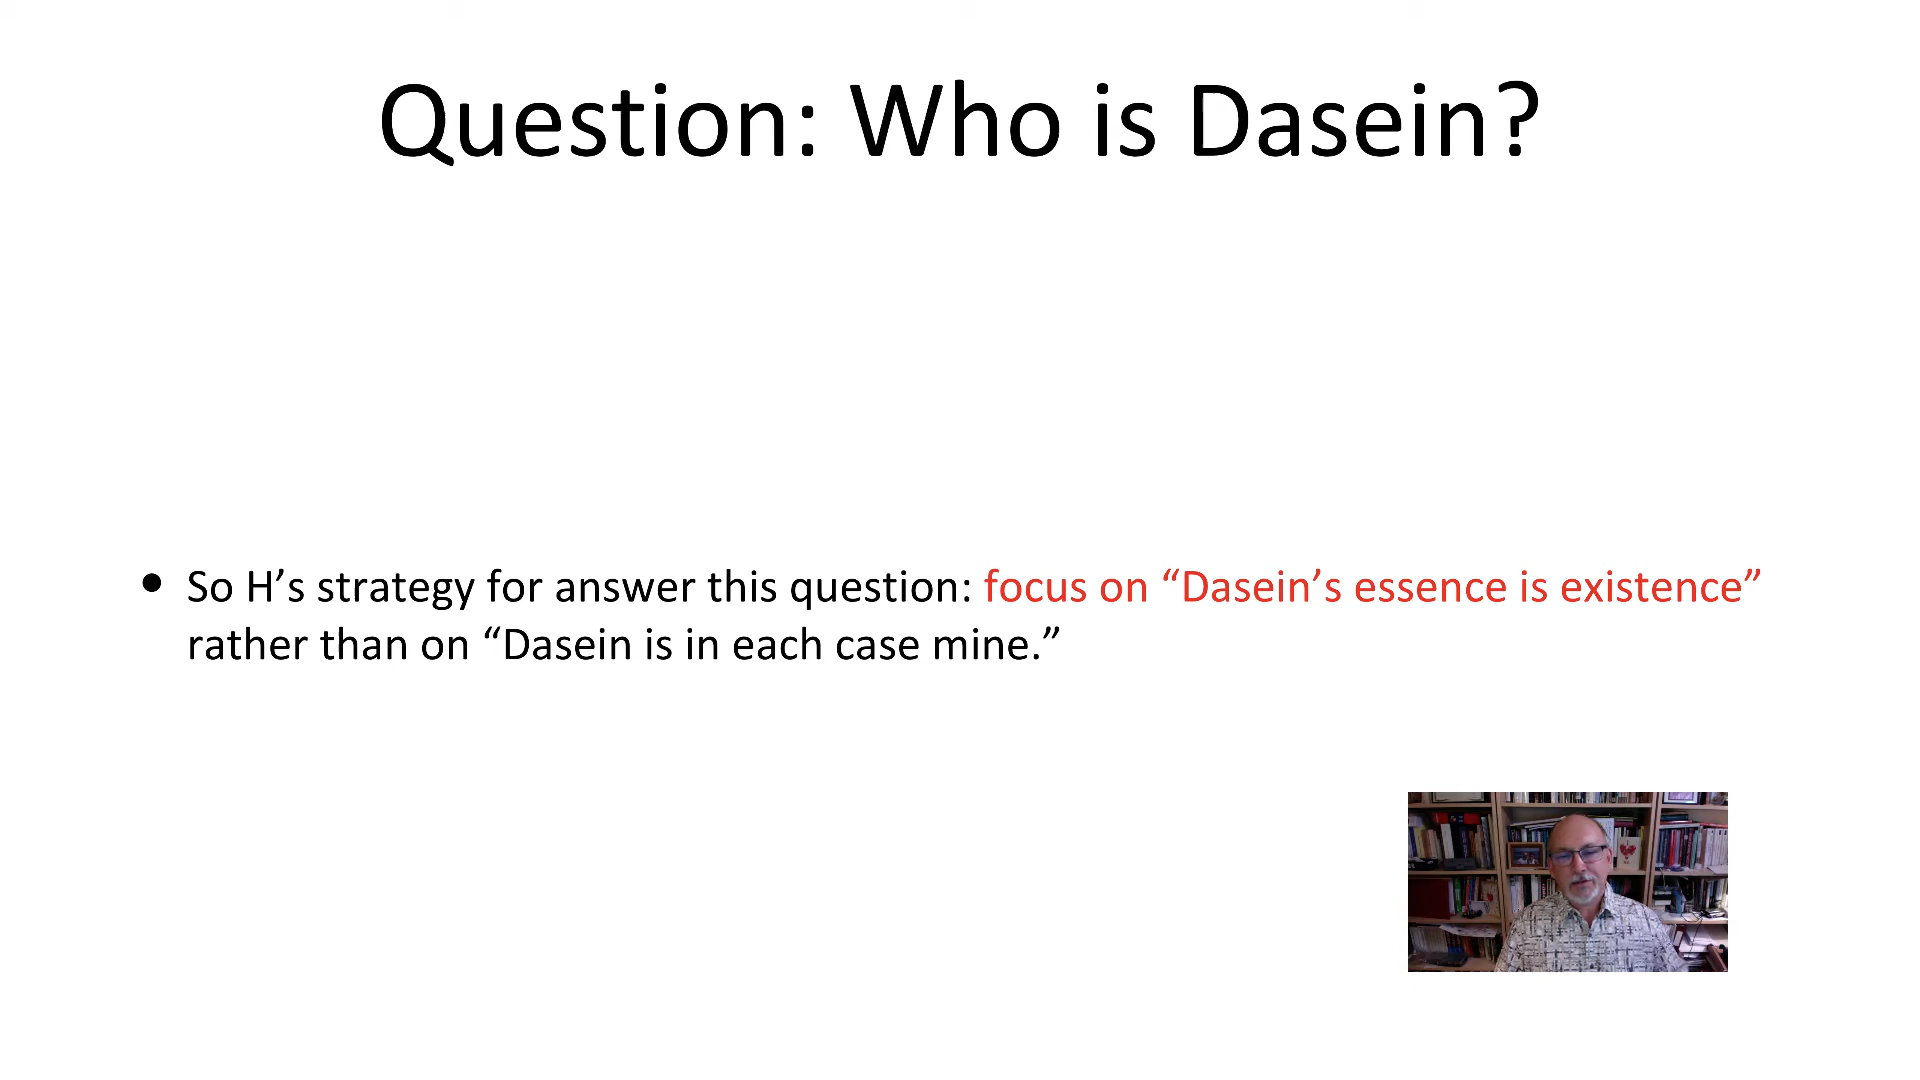 Question: Who is Dasein?
• So H’s strategy for answer this question: focus on “Dasein’s essence is existence”
rather than on “Dasein is in each case mine.”